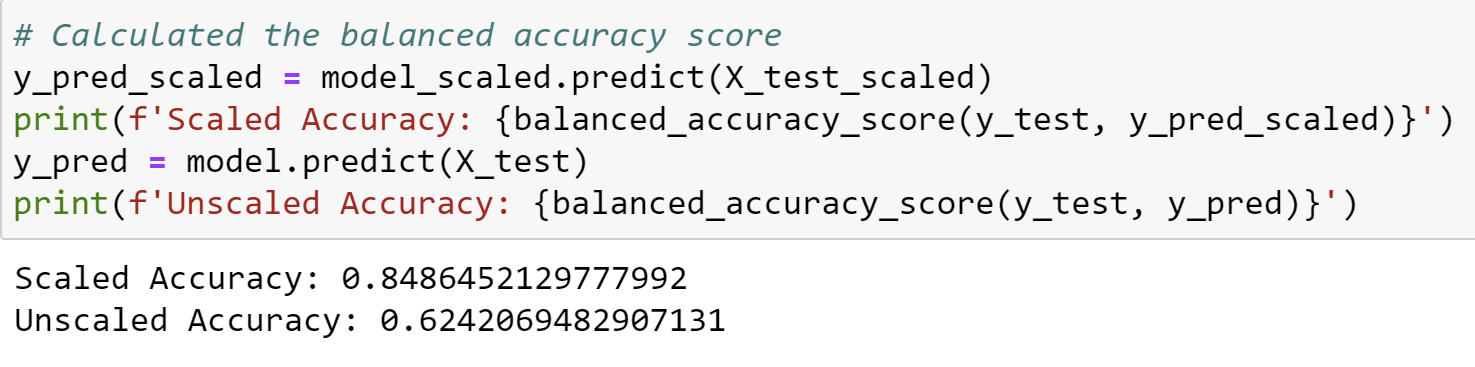 # Calculated the balanced accuracy score
y_pred_scaled = model_scaled.predict(X_test_scaled)
print(f'Scaled Accuracy: {balanced_accuracy_score(y_test, y_pred_scaled)}')
y_pred = model.predict(X_test)
print(f'Unscaled Accuracy: {balanced_accuracy_score(y_test, y_pred)}')
Scaled Accuracy: 0.8486452129777992
Unscaled Accuracy: 0.6242069482907131